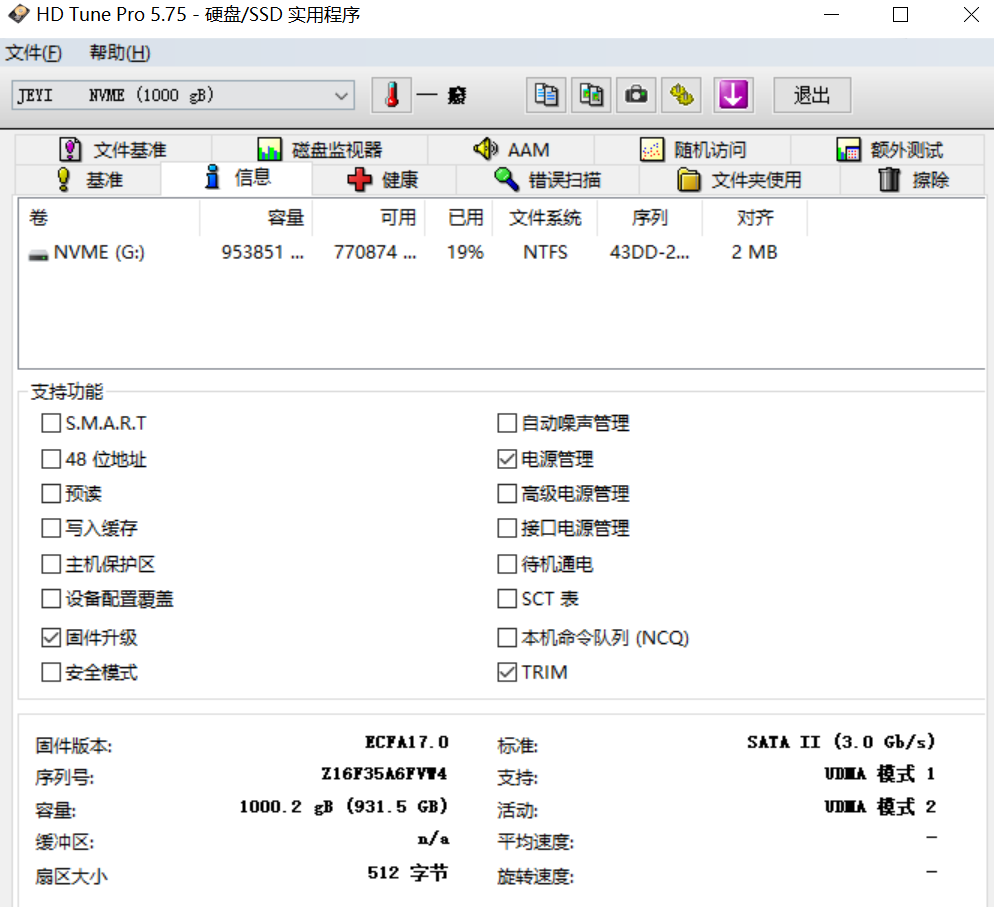 HD Tune Pro 5.75 - 硬盘/SSD 实用程序
文件(F) 帮助(H)
JEYI NVME (1000 gB) — 癈 退出
文件基准 磁盘监视器 AAM 随机访问 额外测试
基准 信息 健康 错误扫描 文件夹使用 擦除
卷 容量 可用 已用 文件系统 序列 对齐
NVME (G:) 953851 ... 770874 ... 19% NTFS 43DD-2... 2 MB
支持功能
S.M.A.R.T 自动噪声管理
48 位地址 电源管理
预读 高级电源管理
写入缓存 接口电源管理
主机保护区 待机通电
设备配置覆盖 SCT 表
固件升级 本机命令队列 (NCQ)
安全模式 TRIM
固件版本: ECFA17.0 标准: SATA II (3.0 Gb/s)
序列号: Z16F35A6FVW4 支持: UDMA 模式 1
容量: 1000.2 gB (931.5 GB) 活动: UDMA 模式 2
缓冲区: n/a 平均速度: -
扇区大小 512 字节 旋转速度: -